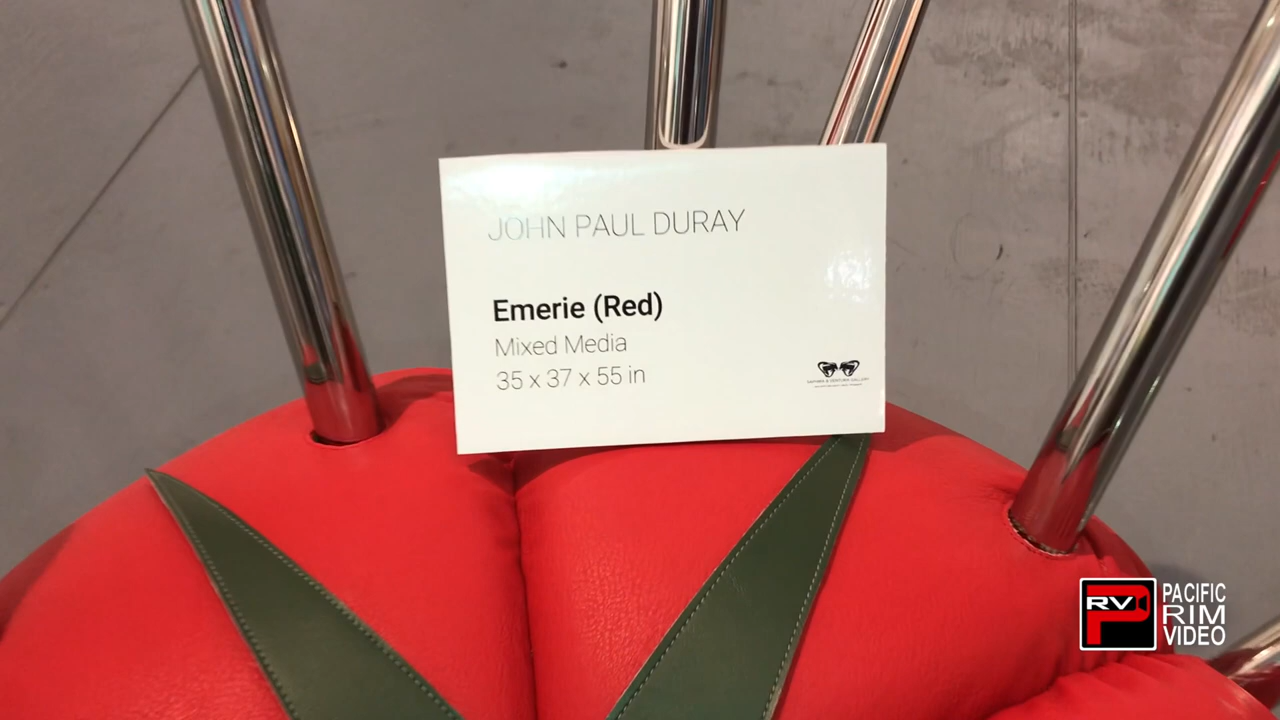 JOHN PAUL DURAY
Emerie (Red)
Mixed Media
35 x 37 x 55 in
RV
PACIFIC
RIM
VIDEO